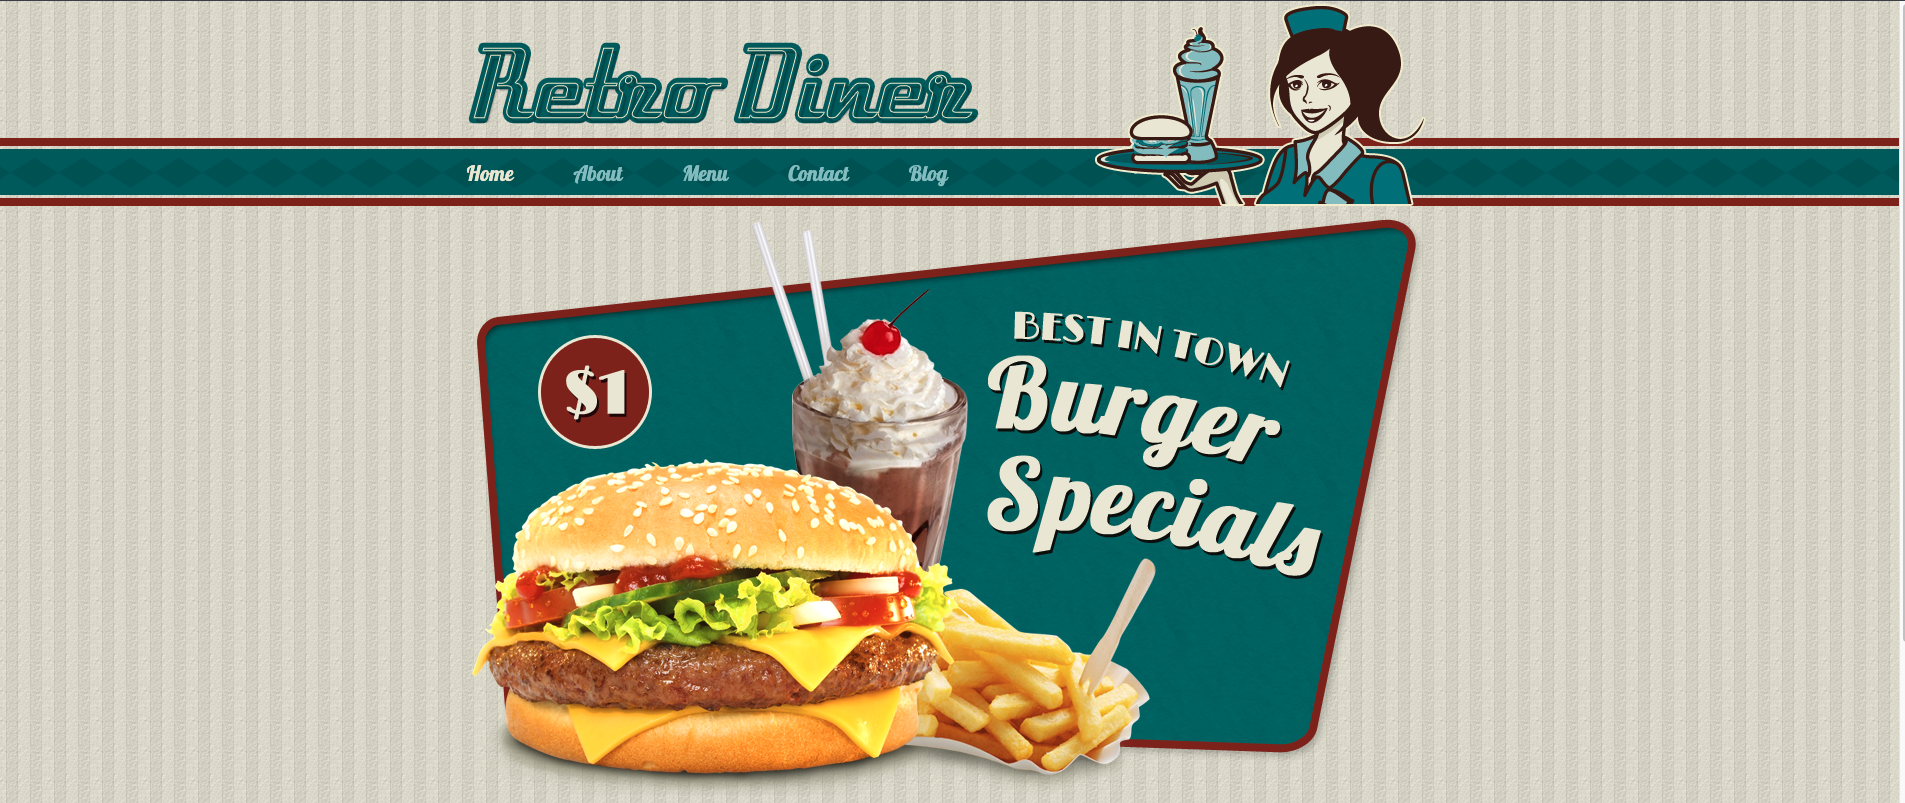 Retro Diner
Home About Menu Contact Blog
$1
BEST IN TOWN
Burger
Specials